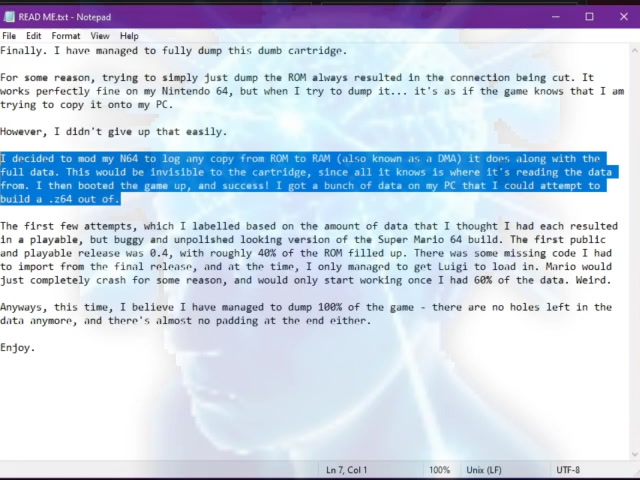 READ ME.txt - Notepad
File Edit Format View Help
Finally. I have managed to fully dump this dumb cartridge.
For some reason, trying to simply just dump the ROM always resulted in the connection being cut. It
works perfectly fine on my Nintendo 64, but when I try to dump it... it's as if the game knows that I am
trying to copy it onto my PC.
However, I didn't give up that easily.
I decided to mod my N64 to log any copy from ROM to RAM (also known as a DMA) it does along with the
full data. This would be invisible to the cartridge, since all it knows is where it's reading the data
from. I then booted the game up, and success! I got a bunch of data on my PC that I could attempt to
build a .z64 out of.
The first few attempts, which I labelled based on the amount of data that I thought I had each resulted
in a playable, but buggy and unpolished looking version of the Super Mario 64 build. The first public
and playable release was 0.4, with roughly 40% of the ROM filled up. There was some missing code I had
to import from the final release, and at the time, I only managed to get Luigi to load in. Mario would
just completely crash for some reason, and would only start working once I had 60% of the data. Weird.
Anyways, this time, I believe I have managed to dump 100% of the game - there are no holes left in the
data anymore, and there's almost no padding at the end either.
Enjoy.
Ln 7, Col 1 100% Unix (LF) UTF-8